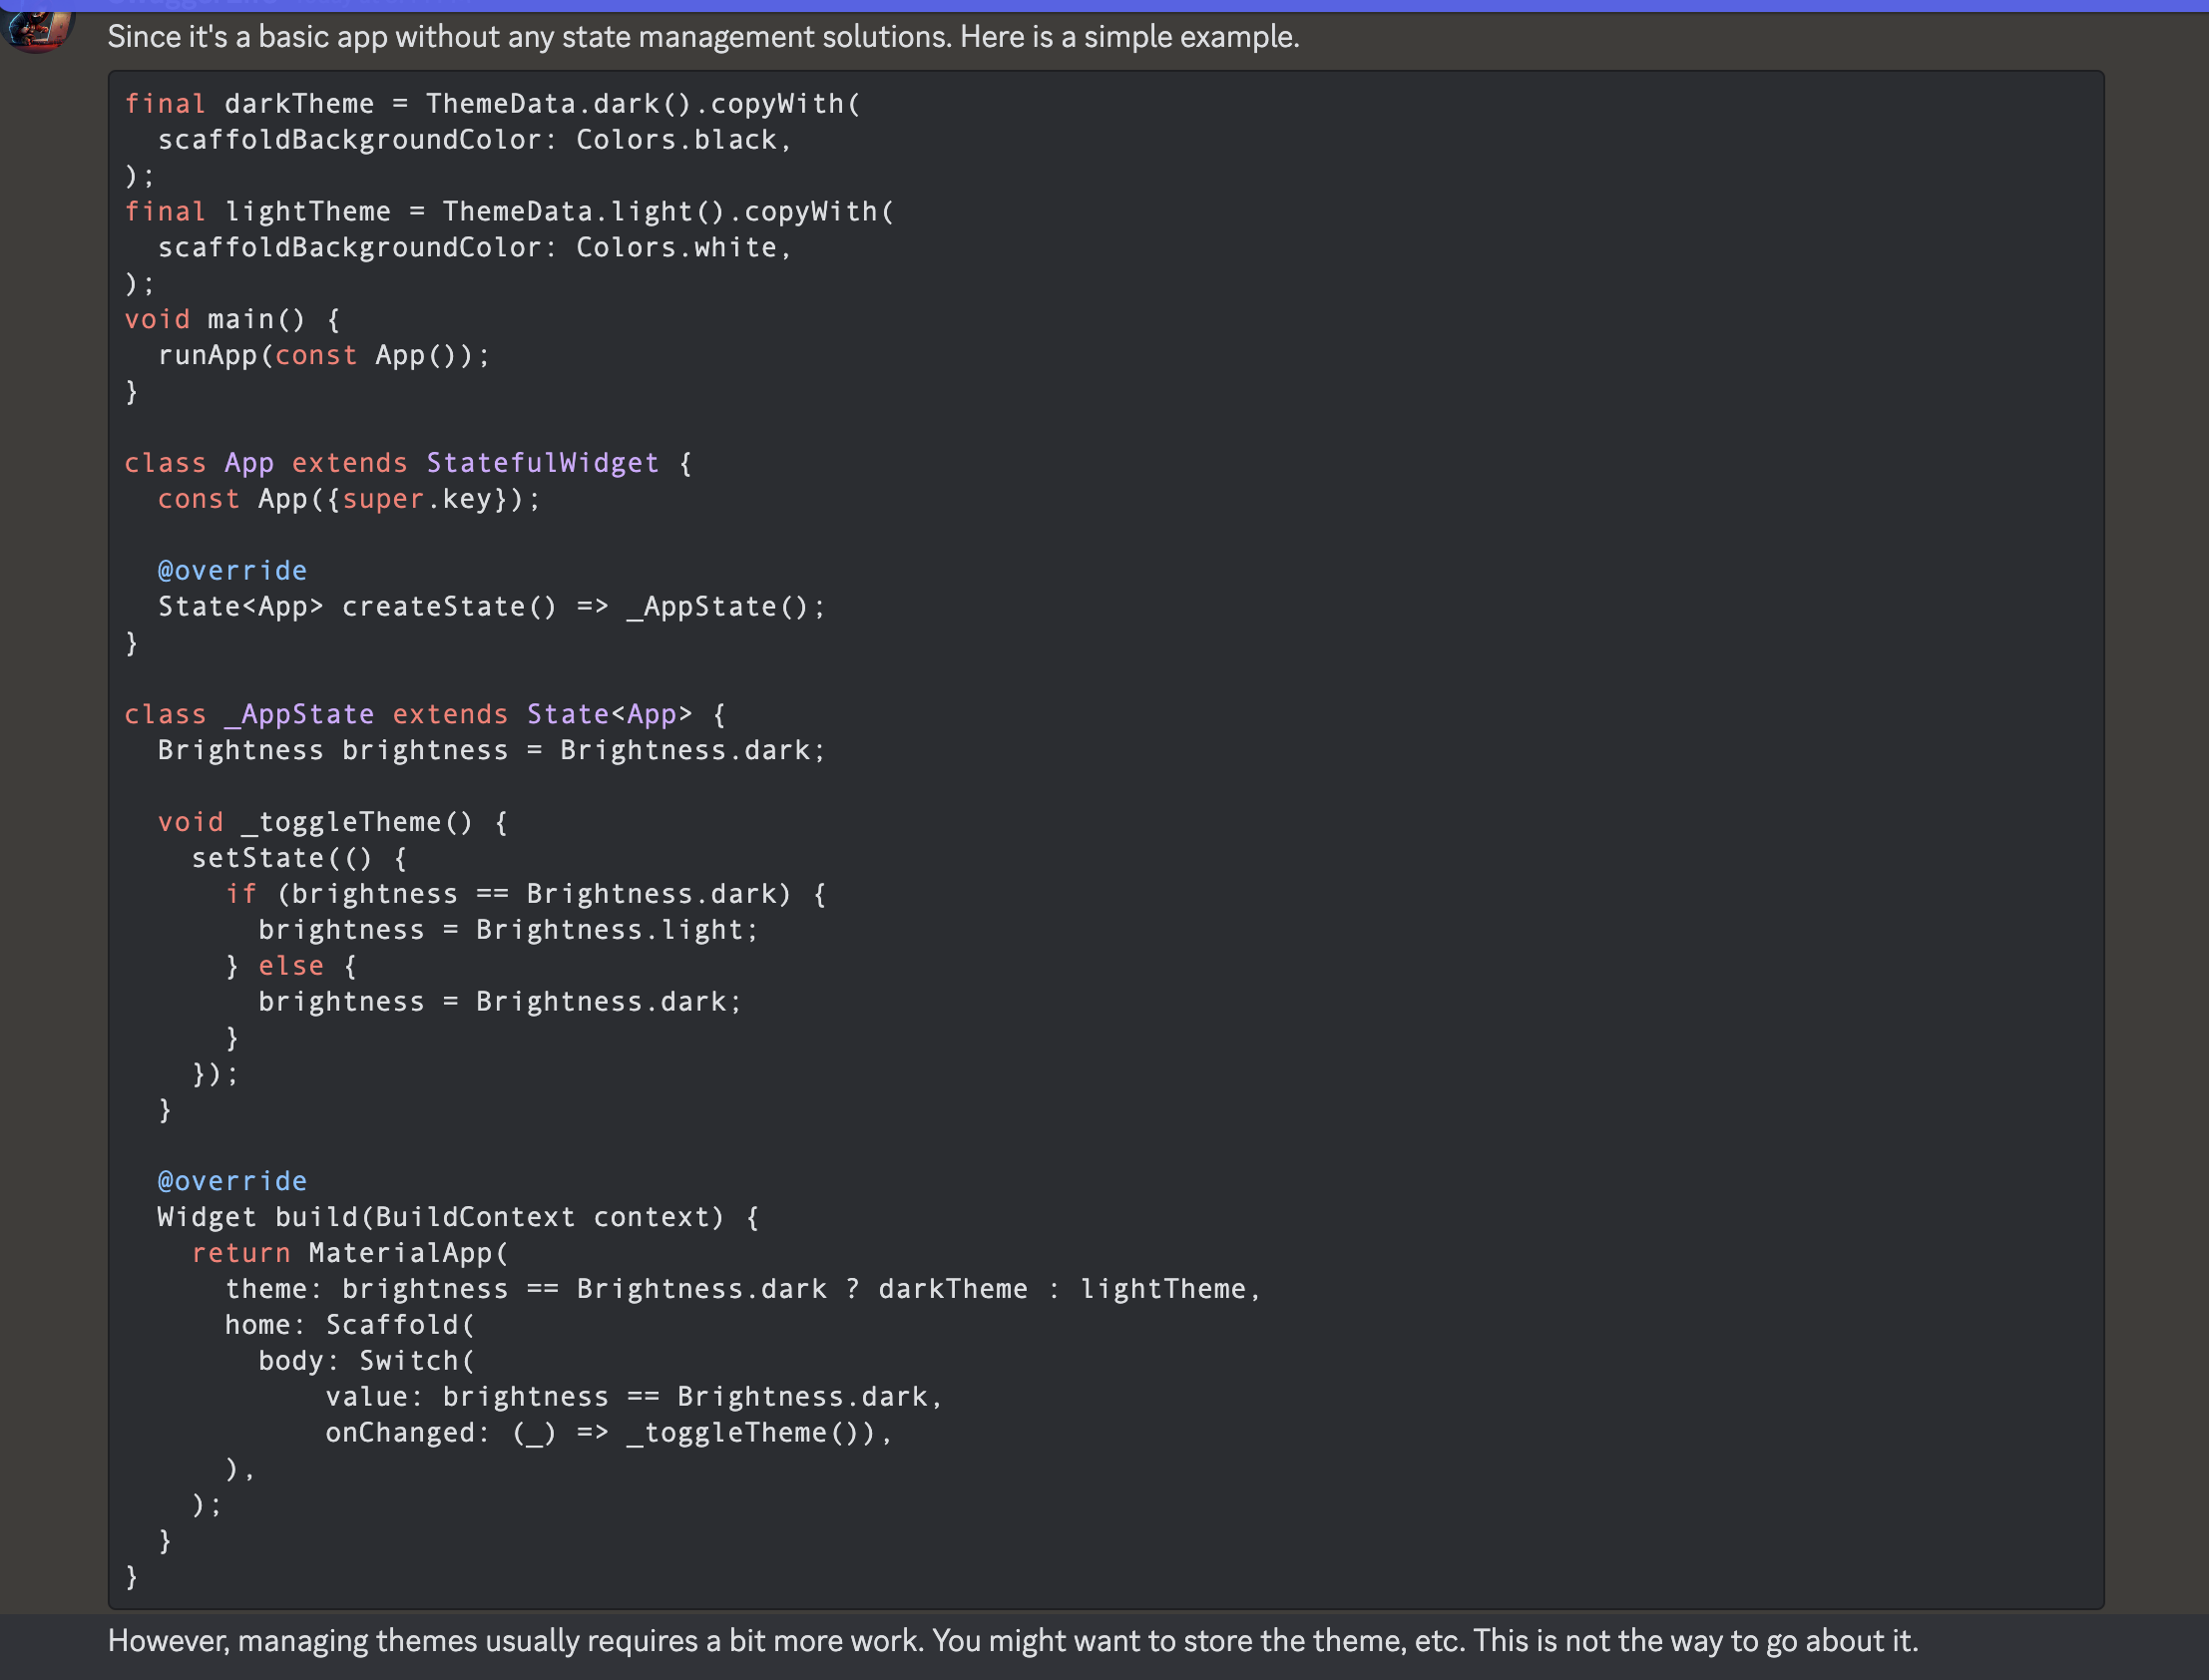 Since it's a basic app without any state management solutions. Here is a simple example.
final darkTheme = ThemeData.dark().copyWith(
  scaffoldBackgroundColor: Colors.black,
);
final lightTheme = ThemeData.light().copyWith(
  scaffoldBackgroundColor: Colors.white,
);
void main() {
  runApp(const App());
}

class App extends StatefulWidget {
  const App({super.key});

  @override
  State<App> createState() => _AppState();
}

class _AppState extends State<App> {
  Brightness brightness = Brightness.dark;

  void _toggleTheme() {
    setState(() {
      if (brightness == Brightness.dark) {
        brightness = Brightness.light;
      } else {
        brightness = Brightness.dark;
      }
    });
  }

  @override
  Widget build(BuildContext context) {
    return MaterialApp(
      theme: brightness == Brightness.dark ? darkTheme : lightTheme,
      home: Scaffold(
        body: Switch(
            value: brightness == Brightness.dark,
            onChanged: (_) => _toggleTheme()),
      ),
    );
  }
}
However, managing themes usually requires a bit more work. You might want to store the theme, etc. This is not the way to go about it.